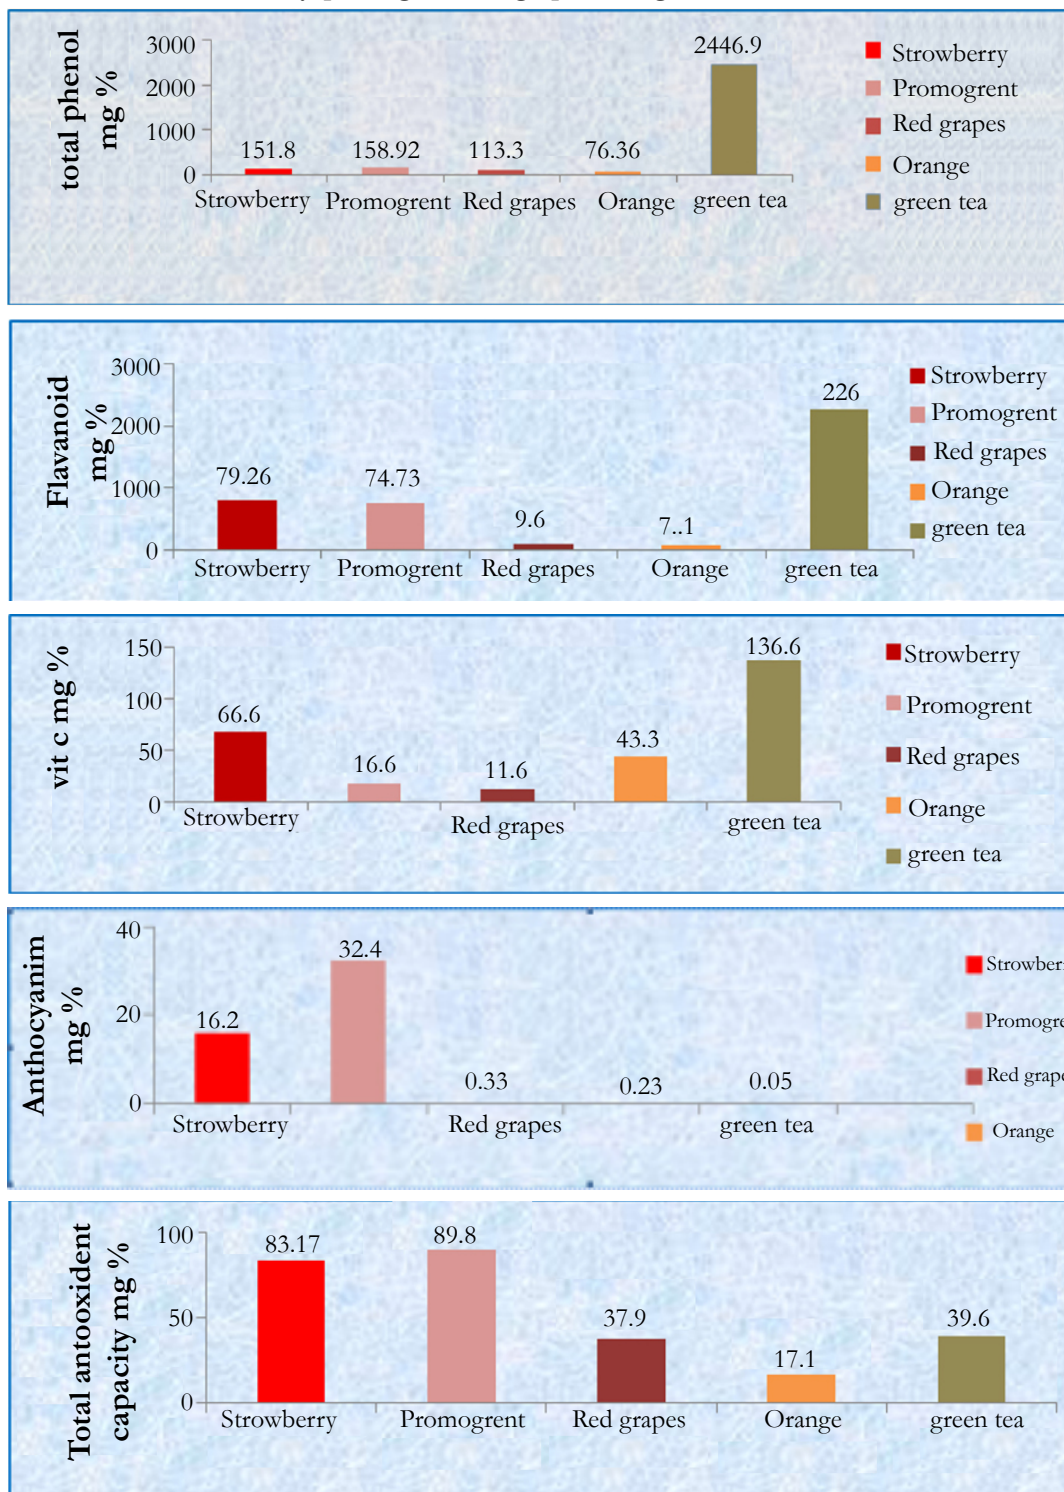 total phenol
mg %
3000
2000
1000
0
151.8
158.92
113.3
76.36
2446.9
Strowberry
Promogrent
Red grapes
Orange
green tea
Strowberry
Promogrent
Red grapes
Orange
green tea
Flavanoid
mg %
3000
2000
1000
0
79.26
74.73
9.6
7..1
226
Strowberry
Promogrent
Red grapes
Orange
green tea
Strowberry
Promogrent
Red grapes
Orange
green tea
vit c mg %
150
100
50
0
66.6
16.6
11.6
43.3
136.6
Strowberry
Red grapes
green tea
Strowberry
Promogrent
Red grapes
Orange
green tea
Anthocyanim
mg %
40
20
0
16.2
32.4
0.33
0.23
0.05
Strowberry
Red grapes
green tea
Strowber
Promogre
Red grape
Orange
Total antooxident
capacity mg %
100
50
0
83.17
89.8
37.9
17.1
39.6
Strowberry
Promogrent
Red grapes
Orange
green tea